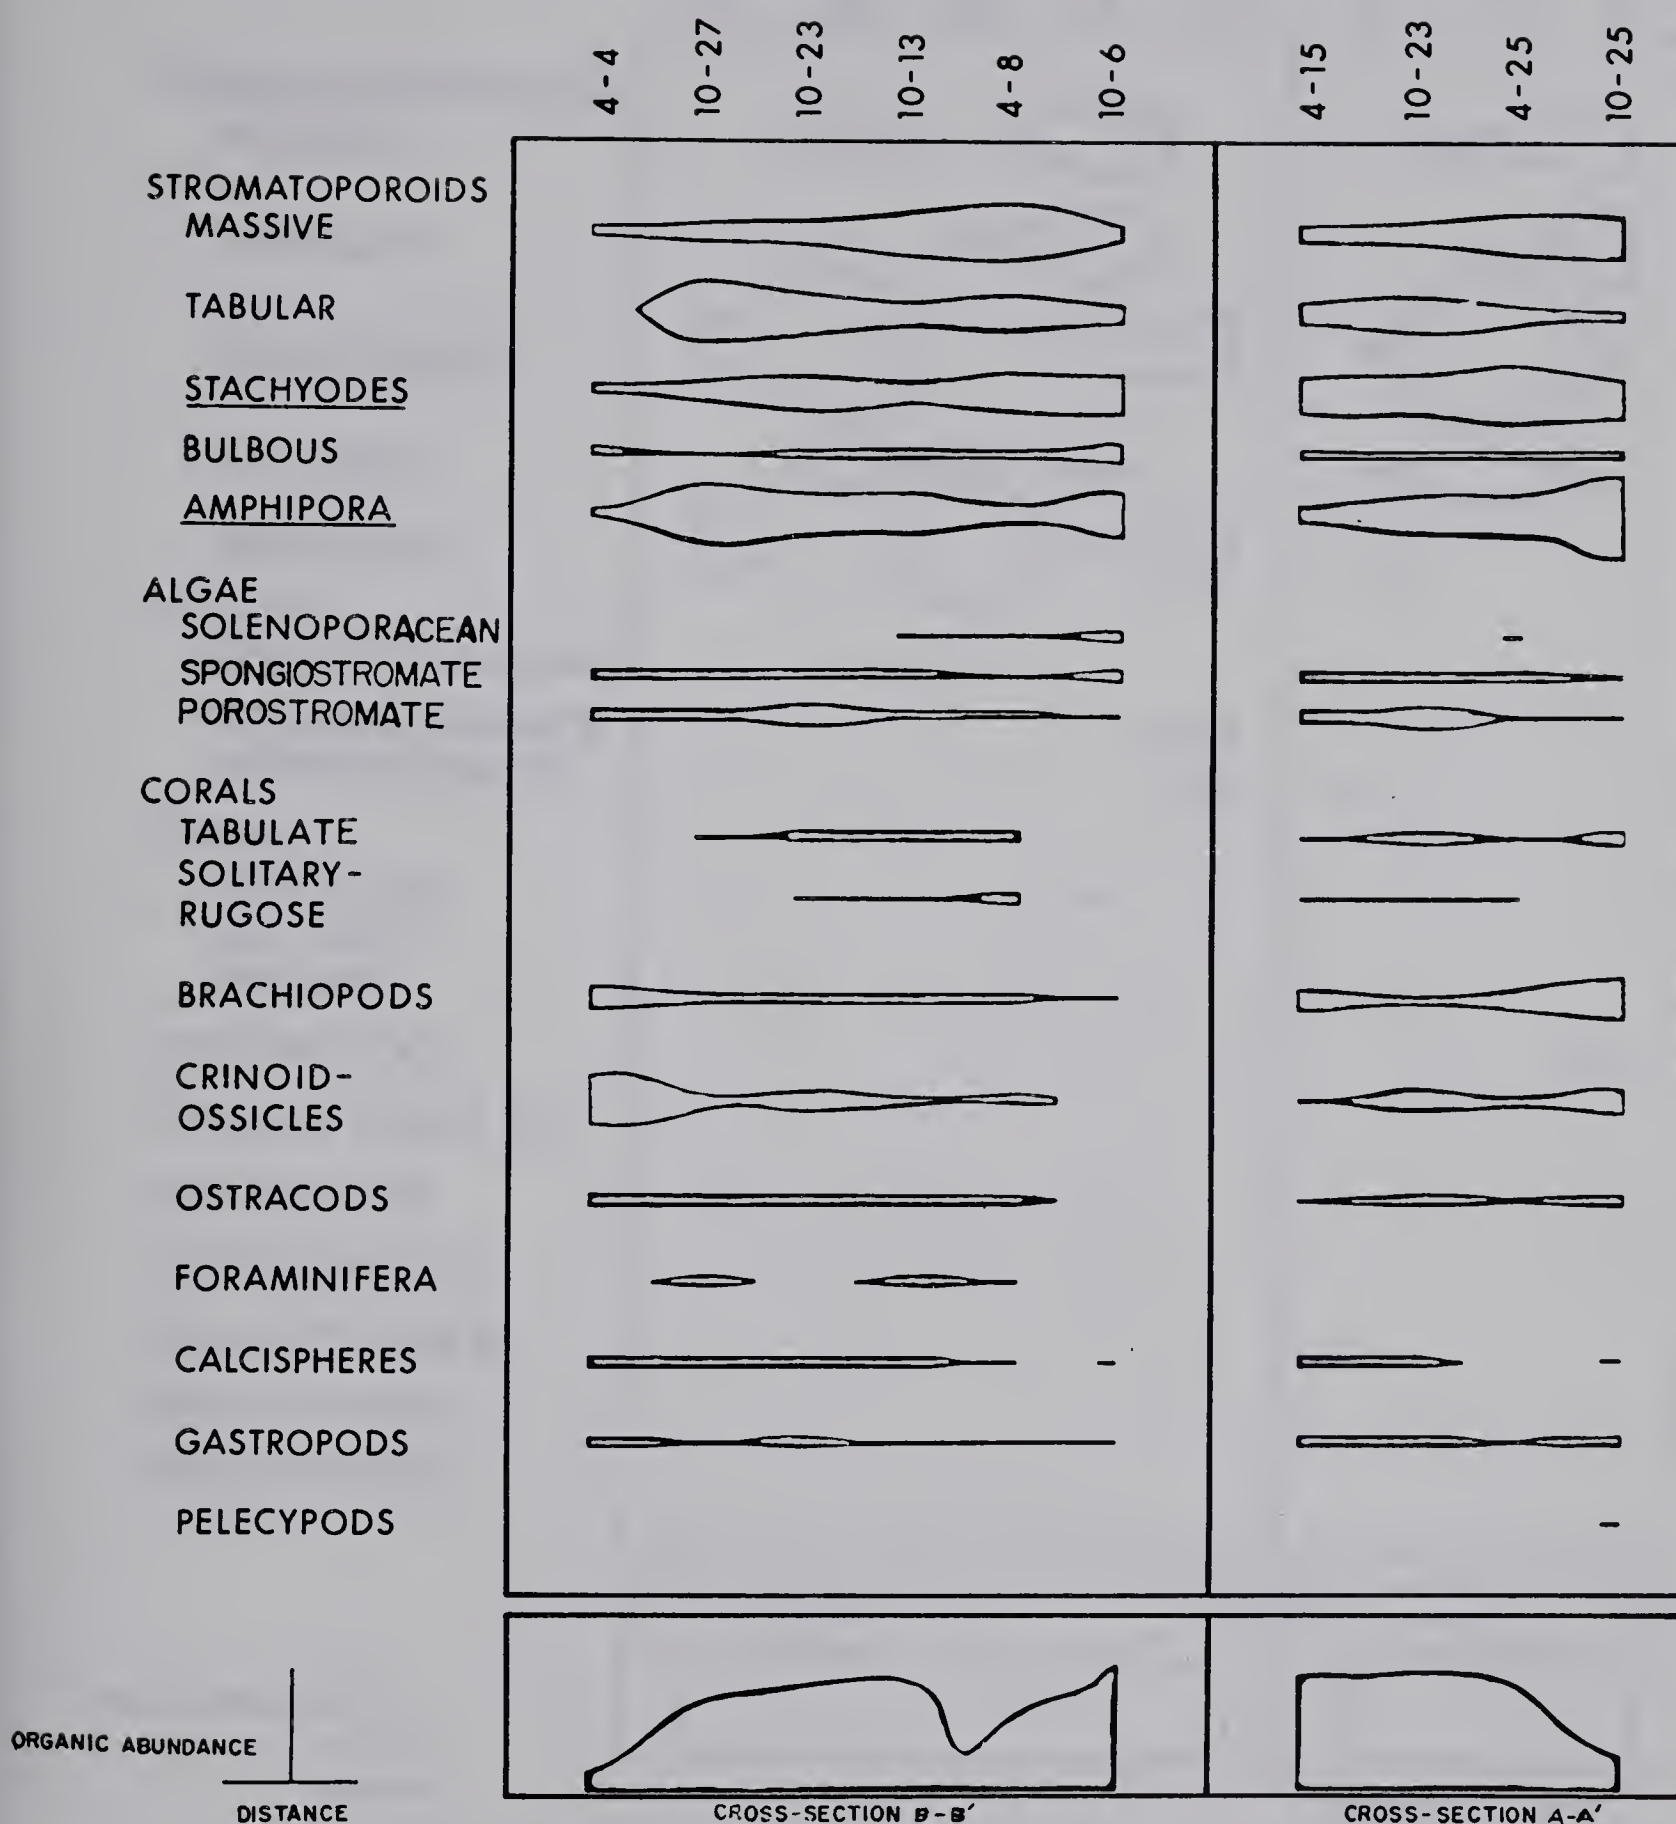 4-4
10-27
10-23
10-13
4-8
10-6
4-15
10-23
4-25
10-25
STROMATOPOROIDS
MASSIVE
TABULAR
STACHYODES
BULBOUS
AMPHIPORA
ALGAE
SOLENOPORACEAN
SPONGIOSTROMATE
POROSTROMATE
CORALS
TABULATE
SOLITARY-
RUGOSE
BRACHIOPODS
CRINOID-
OSSICLES
OSTRACODS
FORAMINIFERA
CALCISPHERES
GASTROPODS
PELECYPODS
ORGANIC ABUNDANCE
DISTANCE
CROSS-SECTION B-B'
CROSS-SECTION A-A'